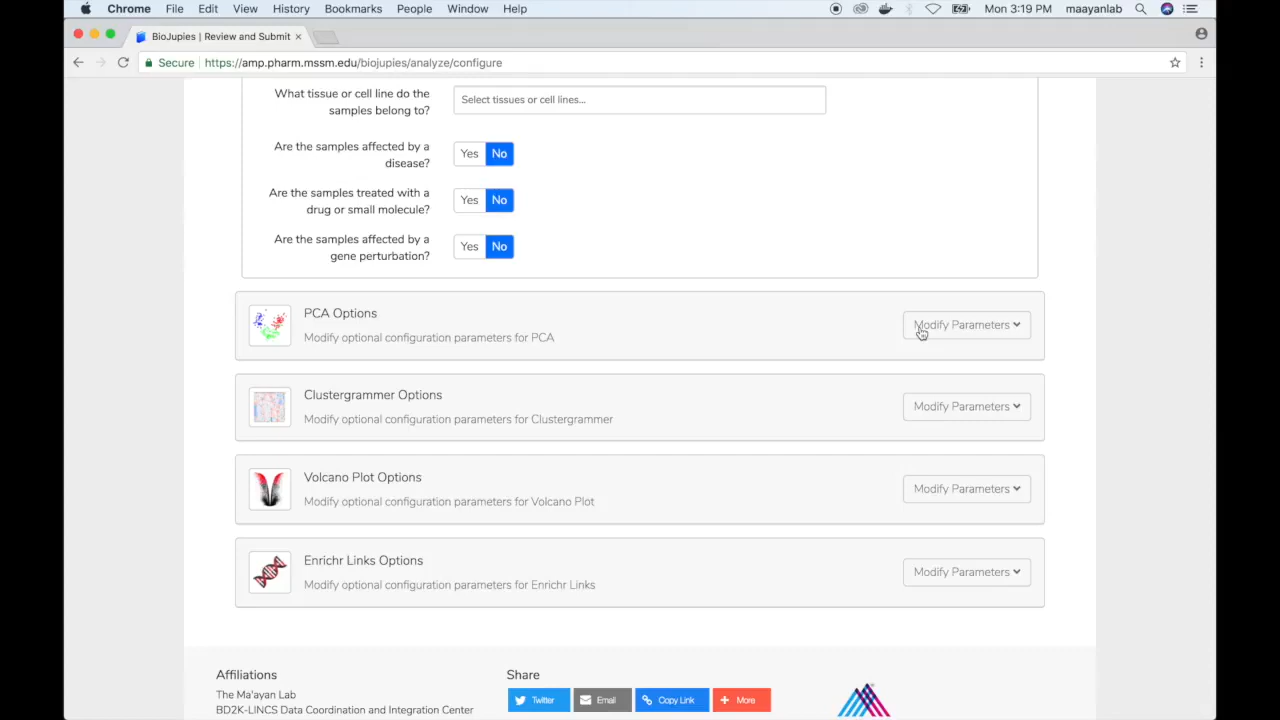 Chrome File Edit View History Bookmarks People Window Help Mon 3:19 PM maayanlab
BioJupies | Review and Submit
Secure https://amp.pharm.mssm.edu/biojupies/analyze/configure
What tissue or cell line do the
samples belong to?
Select tissues or cell lines...
Are the samples affected by a
disease?
Yes No
Are the samples treated with a
drug or small molecule?
Yes No
Are the samples affected by a
gene perturbation?
Yes No
PCA Options
Modify optional configuration parameters for PCA
Modify Parameters
Clustergrammer Options
Modify optional configuration parameters for Clustergrammer
Modify Parameters
Volcano Plot Options
Modify optional configuration parameters for Volcano Plot
Modify Parameters
Enrichr Links Options
Modify optional configuration parameters for Enrichr Links
Modify Parameters
Affiliations
The Ma'ayan Lab
BD2K-LINCS Data Coordination and Integration Center
Share
Twitter Email Copy Link More